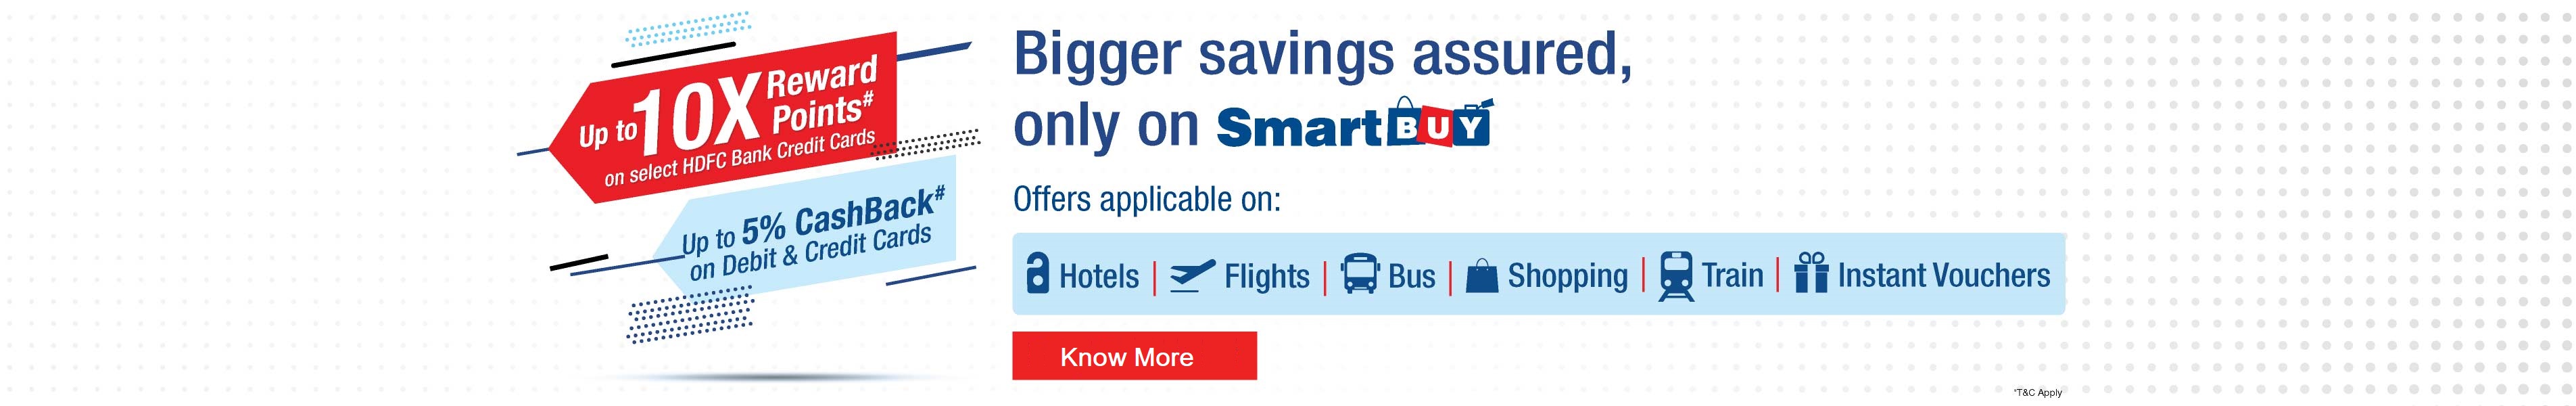 Up to 10X Reward
Points#
on select HDFC Bank Credit Cards
Up to 5% CashBack#
on Debit & Credit Cards
Bigger savings assured,
only on SmartBUY
Offers applicable on:
Hotels | Flights | Bus | Shopping | Train | Instant Vouchers
Know More
*T&C Apply